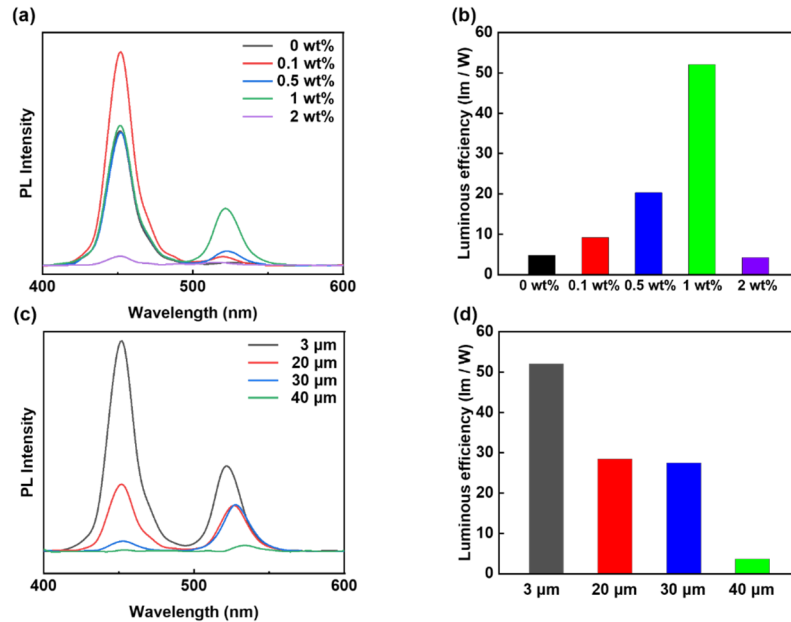 (a)
PL Intensity
0 wt%
0.1 wt%
0.5 wt%
1 wt%
2 wt%
400
500
600
Wavelength (nm)
(b)
Luminous effciency (lm / W)
60
50
40
30
20
10
0
0 wt%
0.1 wt%
0.5 wt%
1 wt%
2 wt%
(c)
PL Intensity
3 μm
20 μm
30 μm
40 μm
400
500
600
Wavelength (nm)
(d)
Luminous efficiency (lm / W)
60
50
40
30
20
10
0
3 μm
20 μm
30 μm
40 μm